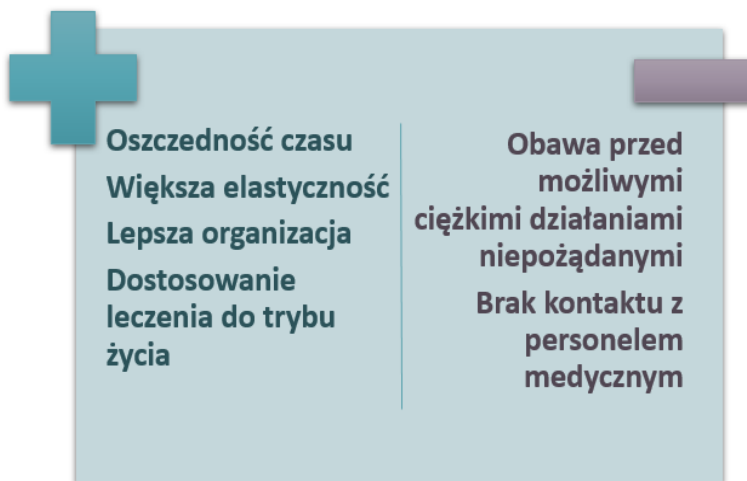 Oszczedność czasu
Większa elastyczność
Lepsza organizacja
Dostosowanie
leczenia do trybu
życia
Obawa przed
możliwymi
ciężkimi działaniami
niepożądanymi
Brak kontaktu z
personelem
medycznym